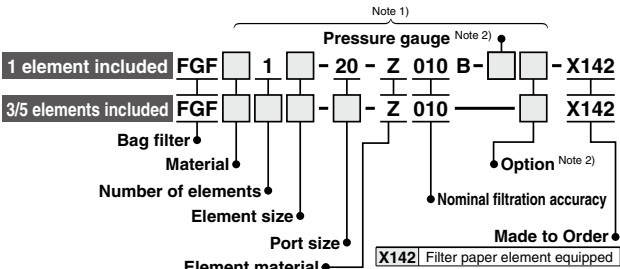 Note 1)
Pressure gauge Note 2)
1 element included FGF 1 - 20 - Z 010 B- - X142
3/5 elements included FGF - - Z 010 X142
Bag filter
Material
Option Note 2)
Number of elements
Nominal filtration accuracy
Element size
Port size
Made to Order
Element material
X142 Filter paper element equipped